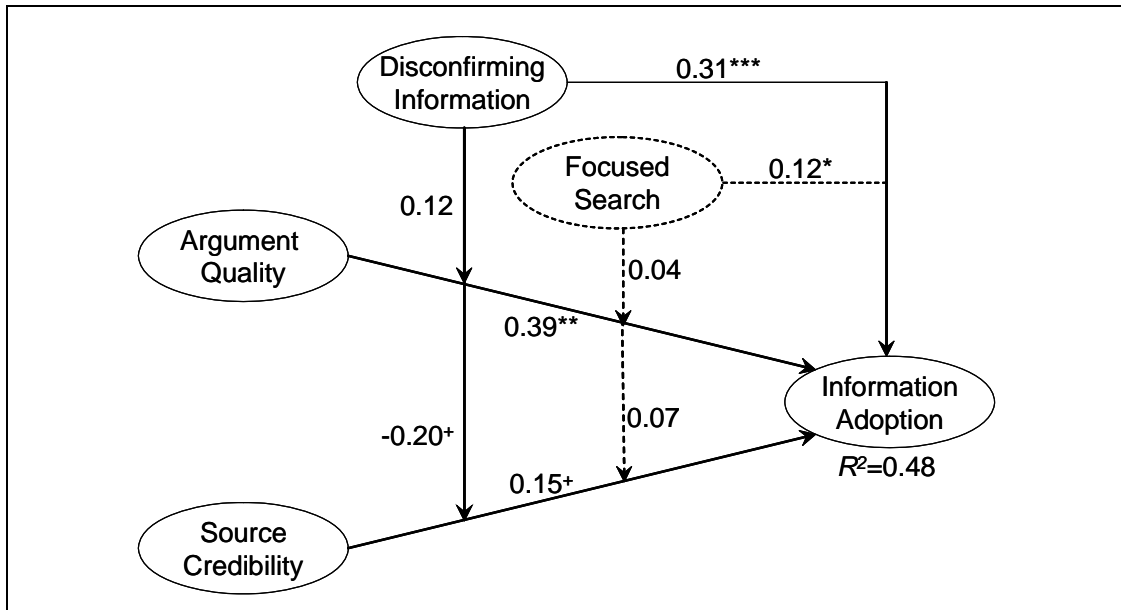 Disconfirming
Information
0.31***
Focused
Search
0.12*
0.12
Argument
Quality
0.04
0.39**
Information
Adoption
0.07
-0.20⁺
R²=0.48
0.15⁺
Source
Credibility